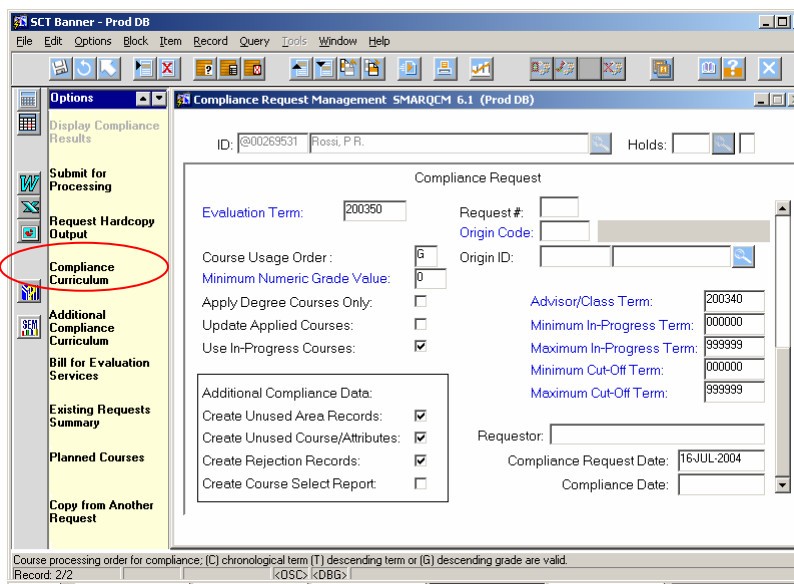 SCT Banner - Prod DB
File Edit Options Block Item Record Query Tools Window Help
Options
Display Compliance
Results
Submit for
Processing
Request Hardcopy
Output
Compliance
Curriculum
Additional
Compliance
Curriculum
Bill for Evaluation
Services
Existing Requests
Summary
Planned Courses
Copy from Another
Request
Compliance Request Management SMARQCM 6.1 (Prod DB)
ID: @00269531 Rossi, P R. Holds:
Compliance Request
Evaluation Term: 200350 Request #:
Origin Code:
Course Usage Order : G Origin ID:
Minimum Numeric Grade Value: 0
Apply Degree Courses Only: Advisor/Class Term: 200340
Update Applied Courses: Minimum In-Progress Term: 000000
Use In-Progress Courses: Maximum In-Progress Term: 999999
Minimum Cut-Off Term: 000000
Maximum Cut-Off Term: 999999
Additional Compliance Data:
Create Unused Area Records:
Create Unused Course/Attributes: Requestor:
Create Rejection Records: Compliance Request Date: 16-JUL-2004
Create Course Select Report: Compliance Date:
Course processing order for compliance; (C) chronological term (T) descending term or (G) descending grade are valid.
Record: 2/2 <OSC> <DBG>